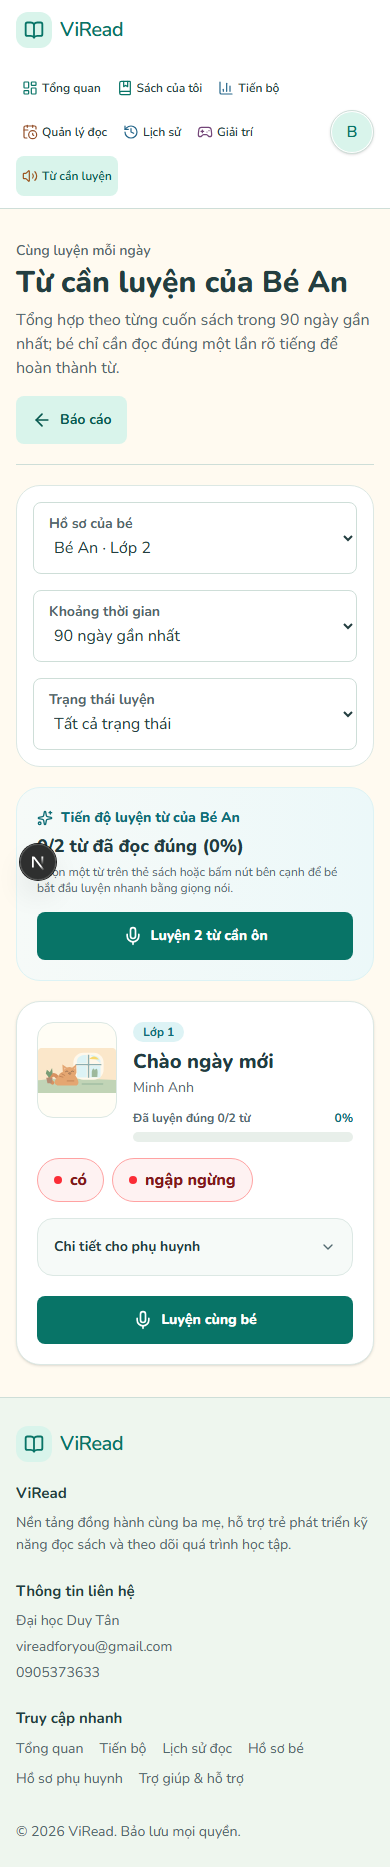 ViRead
Tổng quan
Sách của tôi
Tiến bộ
Quản lý đọc
Lịch sử
Giải trí
B
Từ cần luyện
Cùng luyện mỗi ngày
Từ cần luyện của Bé An
Tổng hợp theo từng cuốn sách trong 90 ngày gần
nhất; bé chỉ cần đọc đúng một lần rõ tiếng để
hoàn thành từ.
Báo cáo
Hồ sơ của bé
Bé An · Lớp 2
Khoảng thời gian
90 ngày gần nhất
Trạng thái luyện
Tất cả trạng thái
Tiến độ luyện từ của Bé An
0/2 từ đã đọc đúng (0%)
N
một từ trên thẻ sách hoặc bấm nút bên cạnh để bé
bắt đầu luyện nhanh bằng giọng nói.
Luyện 2 từ cần ôn
Lớp 1
Chào ngày mới
Minh Anh
Đã luyện đúng 0/2 từ 0%
có
ngập ngừng
Chi tiết cho phụ huynh
Luyện cùng bé
ViRead
ViRead
Nền tảng đồng hành cùng ba mẹ, hỗ trợ trẻ phát triển kỹ
năng đọc sách và theo dõi quá trình học tập.
Thông tin liên hệ
Đại học Duy Tân
vireadforyou@gmail.com
0905373633
Truy cập nhanh
Tổng quan Tiến bộ Lịch sử đọc Hồ sơ bé
Hồ sơ phụ huynh Trợ giúp & hỗ trợ
© 2026 ViRead. Bảo lưu mọi quyền.